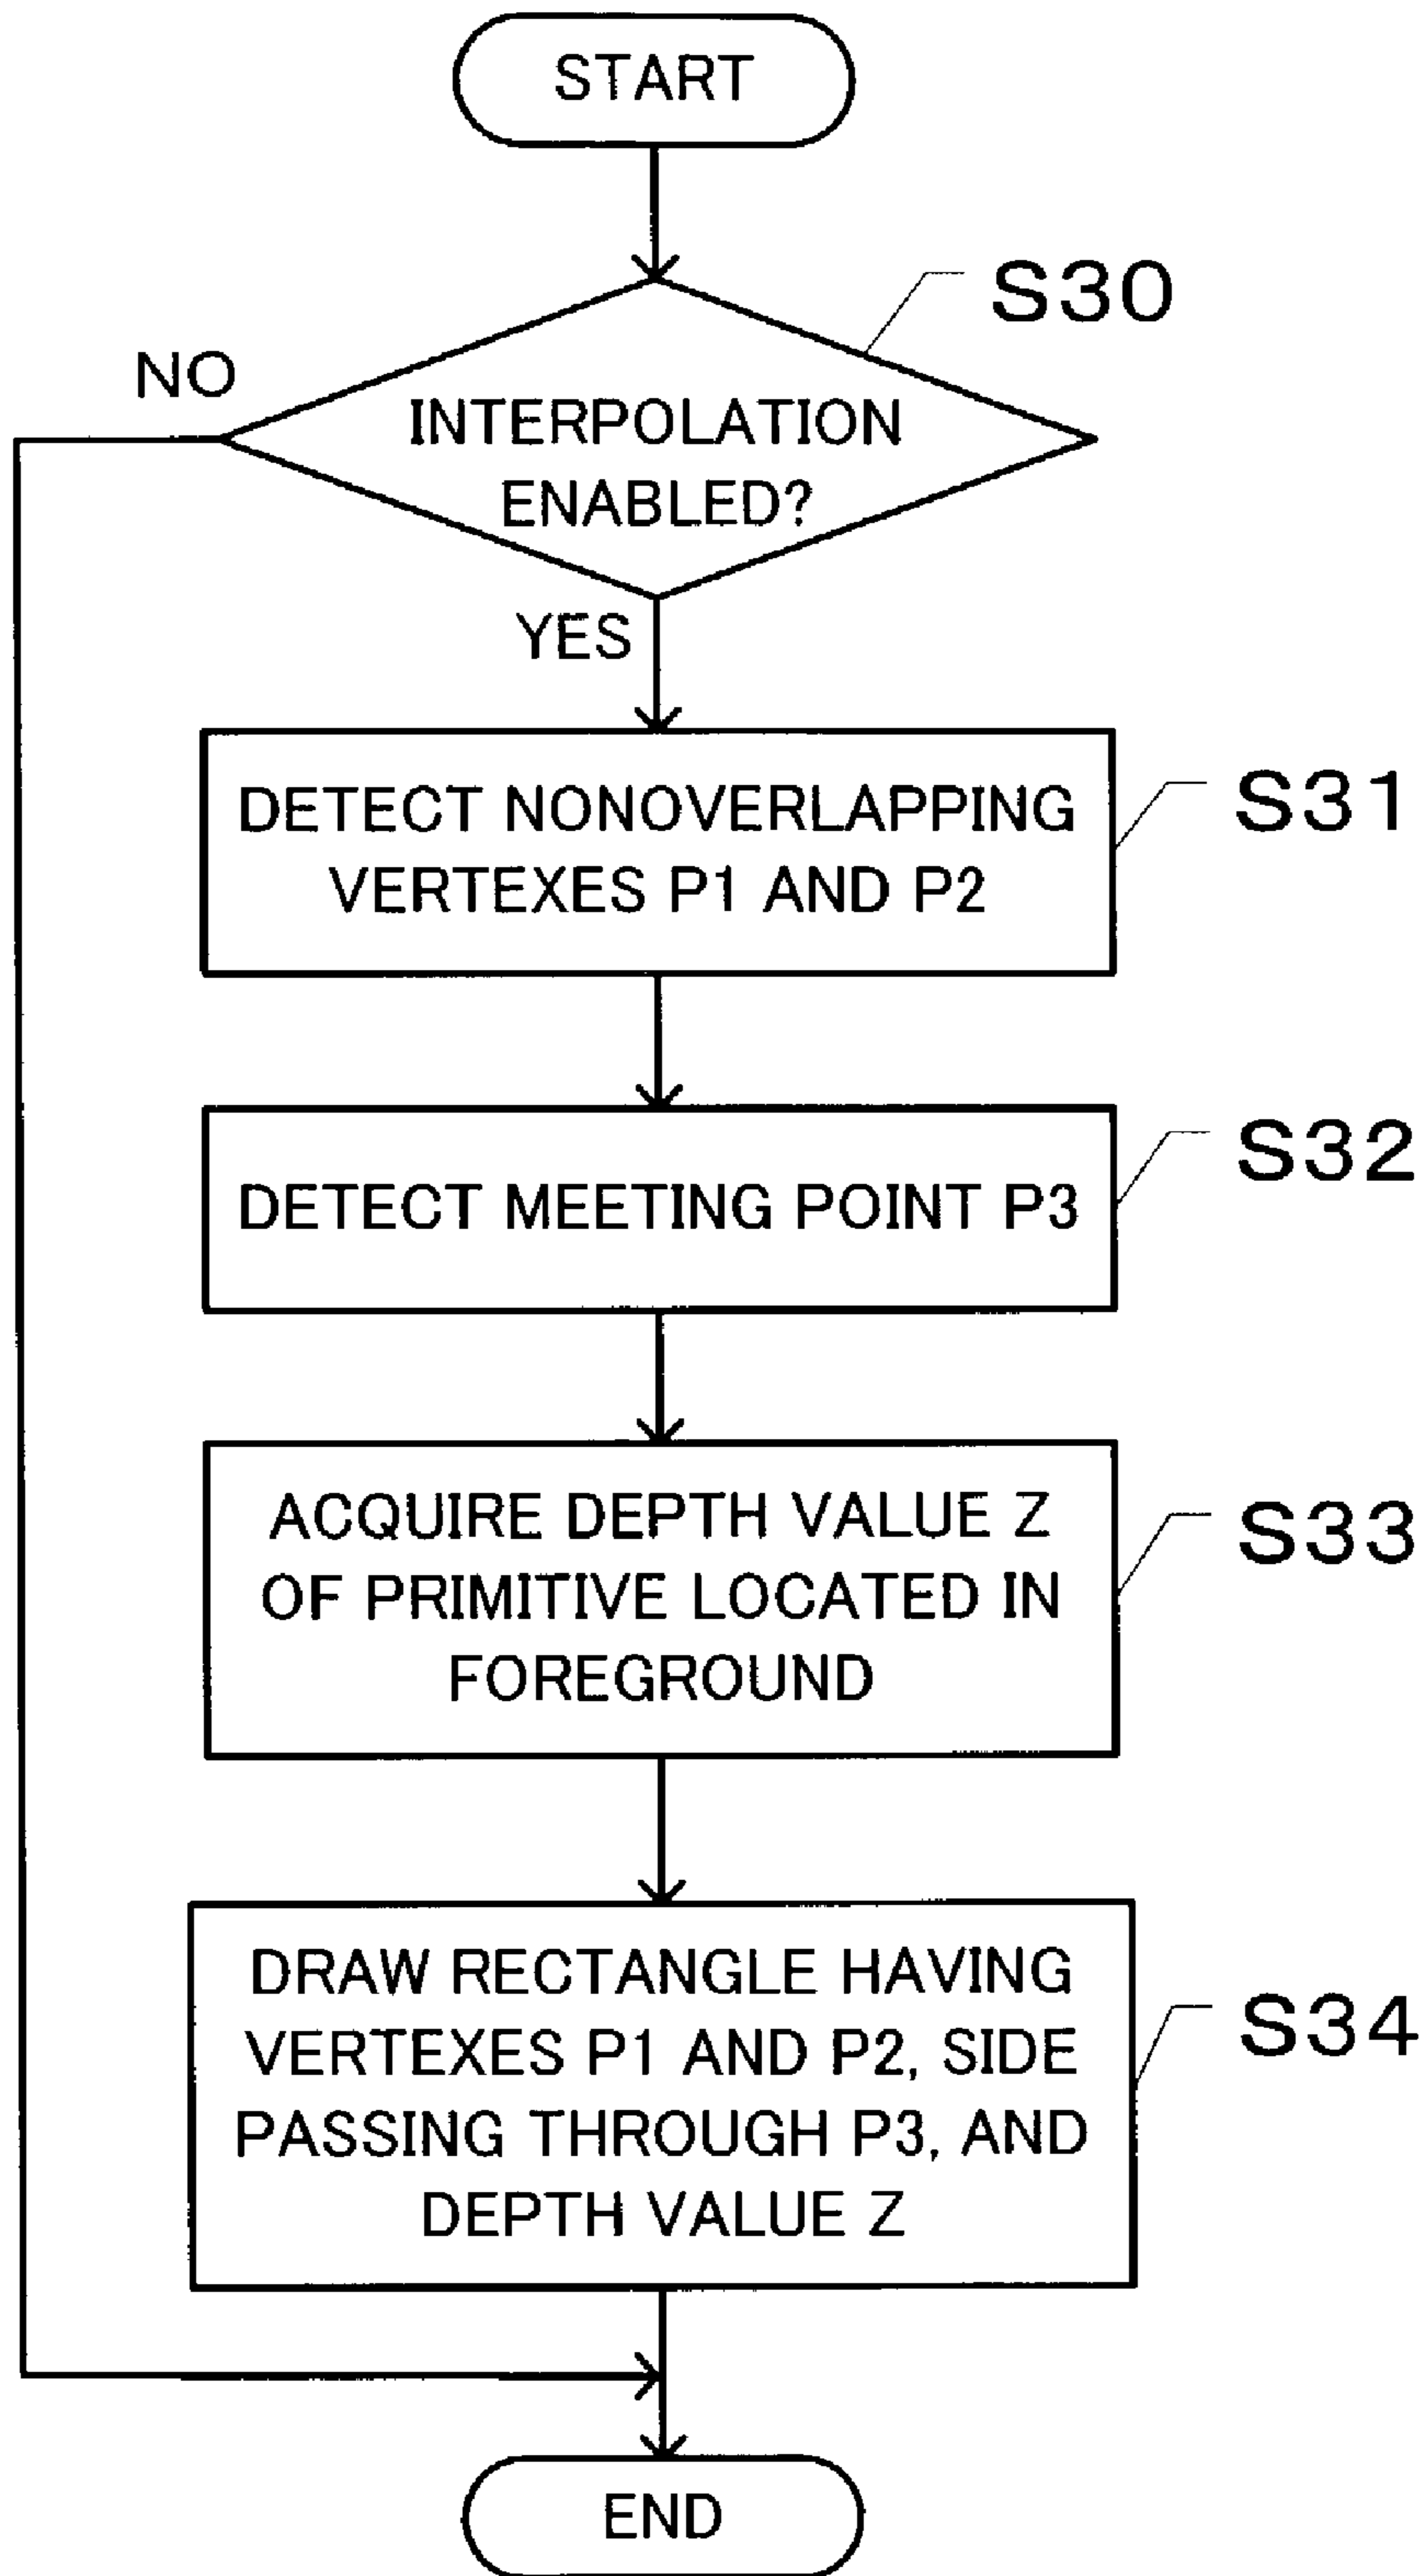 START
S30
NO
INTERPOLATION
ENABLED?
YES
DETECT NONOVERLAPPING
VERTEXES P1 AND P2
S31
DETECT MEETING POINT P3
S32
ACQUIRE DEPTH VALUE Z
OF PRIMITIVE LOCATED IN
FOREGROUND
S33
DRAW RECTANGLE HAVING
VERTEXES P1 AND P2, SIDE
PASSING THROUGH P3, AND
DEPTH VALUE Z
S34
END